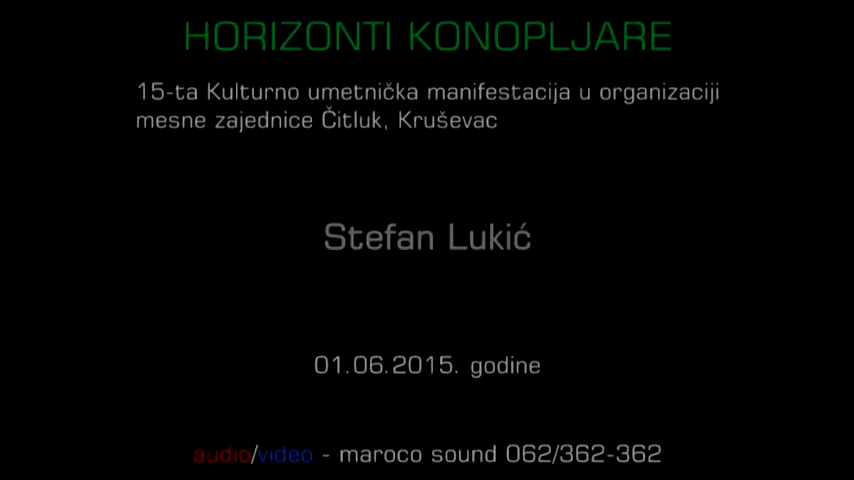 HORIZONTI KONOPLJARE
15-ta Kulturno umetnička manifestacija u organizaciji
mesne zajednice Čitluk, Kruševac
Stefan Lukić
01.06.2015. godine
audio/video - maroco sound 062/362-362